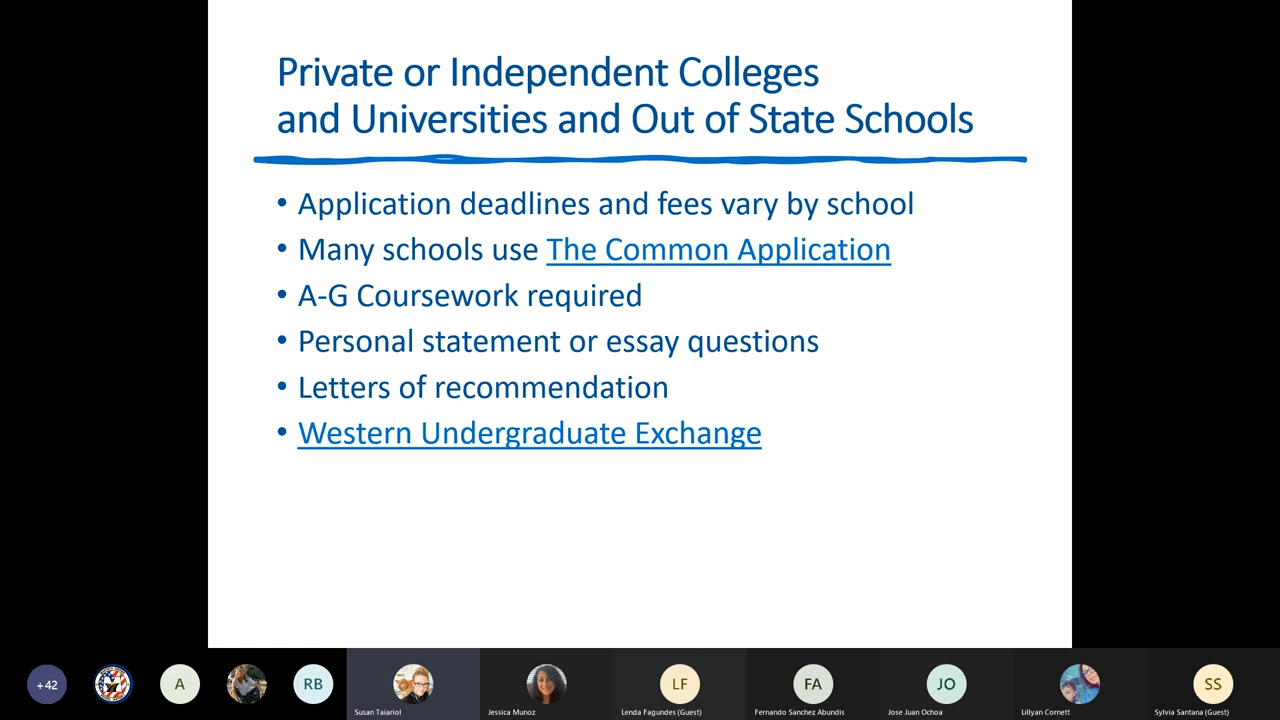 Private or Independent Colleges
and Universities and Out of State Schools
• Application deadlines and fees vary by school
• Many schools use The Common Application
• A-G Coursework required
• Personal statement or essay questions
• Letters of recommendation
• Western Undergraduate Exchange
+42
A
RB
LF
FA
JO
SS
Susan Taiariol
Jessica Munoz
Lenda Fagundes (Guest)
Fernando Sanchez Abundis
Jose Juan Ochoa
Lillyan Cornett
Sylvia Santana (Guest)